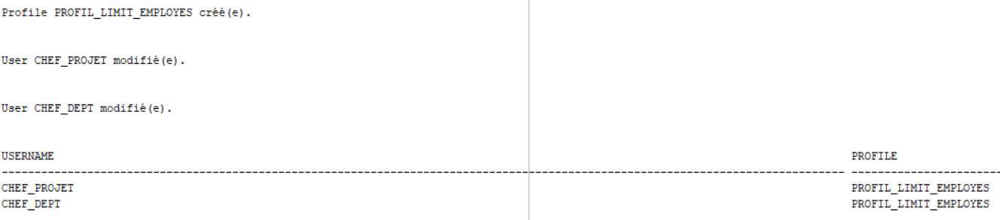 Profile PROFIL_LIMIT_EMPLOYES créé(e).
User CHEF_PROJET modifié(e).
User CHEF_DEPT modifié(e).
USERNAME PROFILE
-------------------------------------------------------------------------------------------------------------------------------- -----------------------
CHEF_PROJET PROFIL_LIMIT_EMPLOYES
CHEF_DEPT PROFIL_LIMIT_EMPLOYES